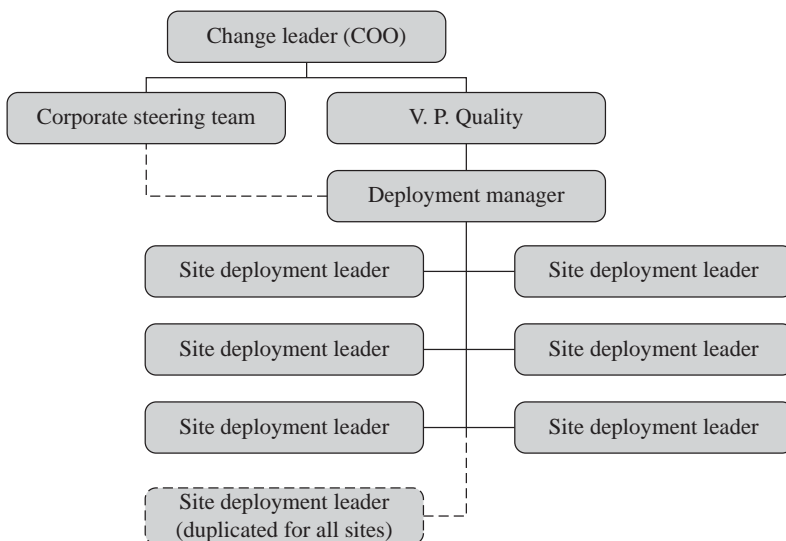 Change leader (COO)
Corporate steering team
V. P. Quality
Deployment manager
Site deployment leader
Site deployment leader
Site deployment leader
Site deployment leader
Site deployment leader
Site deployment leader
Site deployment leader
(duplicated for all sites)